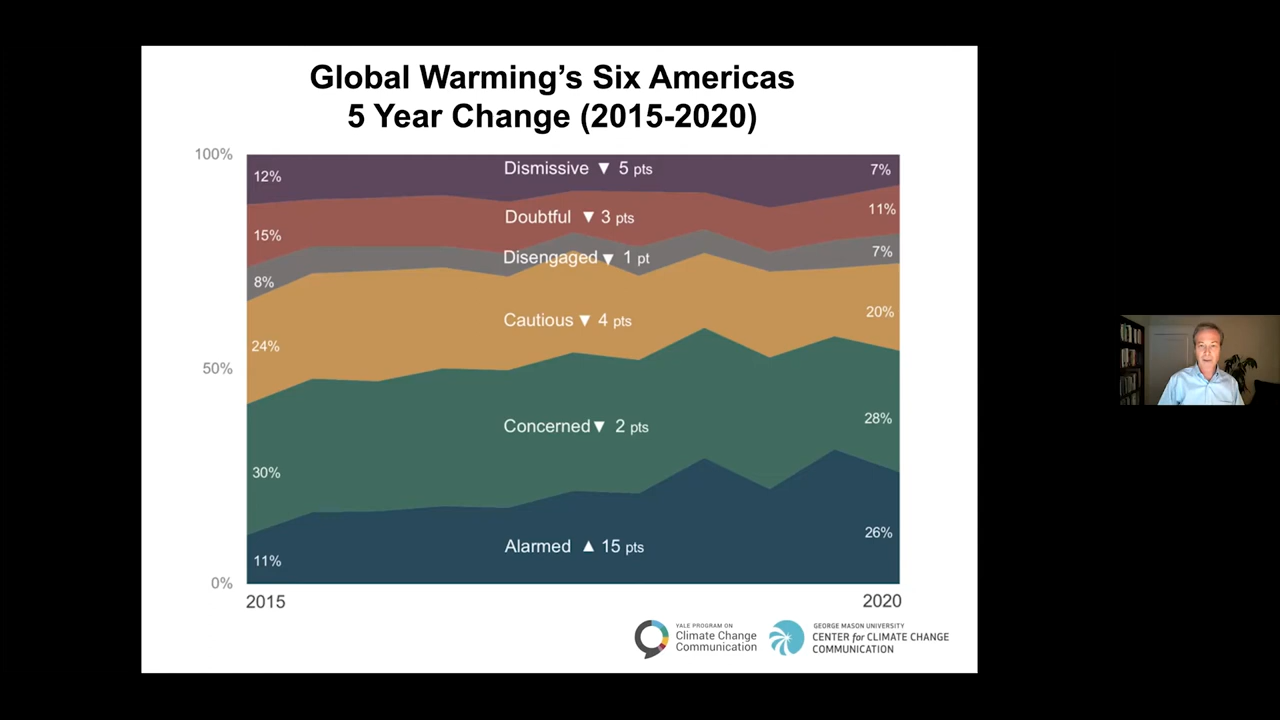 Global Warming's Six Americas
5 Year Change (2015-2020)
100%
50%
0%
12%
Dismissive ▼ 5 pts
7%
15%
Doubtful ▼ 3 pts
11%
8%
Disengaged ▼ 1 pt
7%
24%
Cautious ▼ 4 pts
20%
30%
Concerned ▼ 2 pts
28%
11%
Alarmed ▲ 15 pts
26%
2015
2020
YALE PROGRAM ON
Climate Change
Communication
GEORGE MASON UNIVERSITY
CENTER for CLIMATE CHANGE
COMMUNICATION